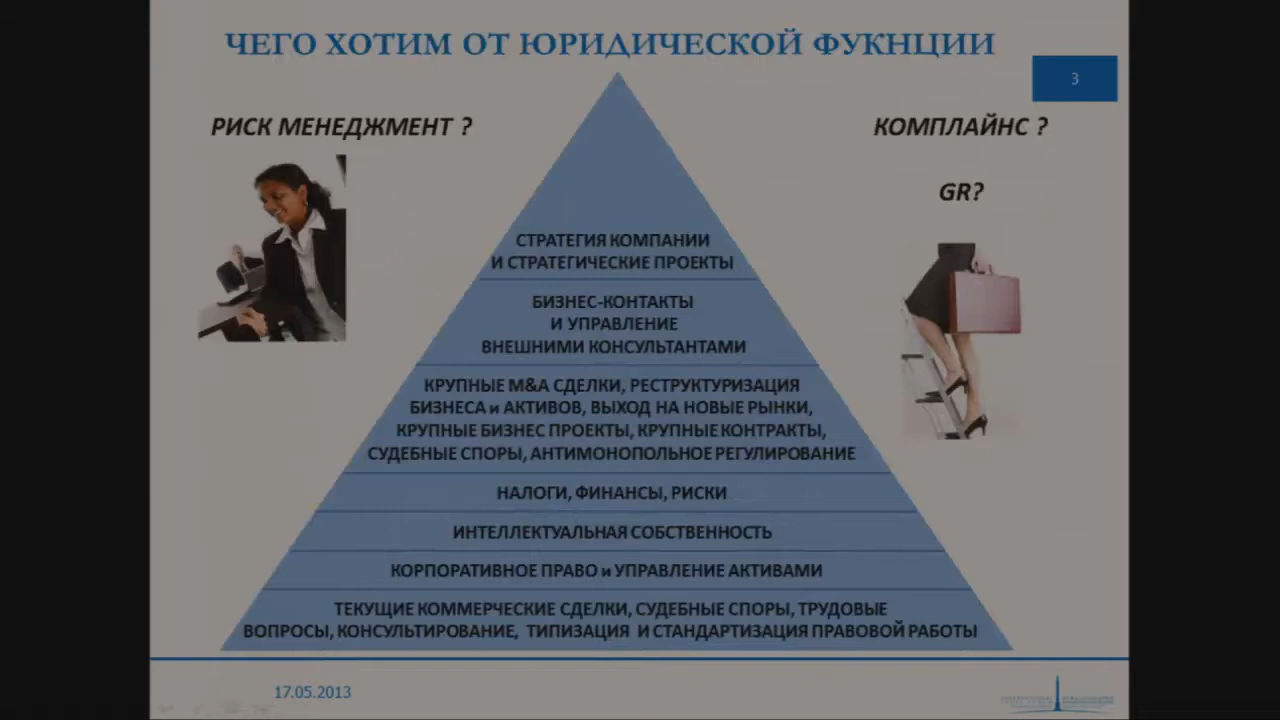 ЧЕГО ХОТИМ ОТ ЮРИДИЧЕСКОЙ ФУКНЦИИ
3
РИСК МЕНЕДЖМЕНТ ?
КОМПЛАЙНС ?
GR?
СТРАТЕГИЯ КОМПАНИИ
И СТРАТЕГИЧЕСКИЕ ПРОЕКТЫ
БИЗНЕС-КОНТАКТЫ
И УПРАВЛЕНИЕ
ВНЕШНИМИ КОНСУЛЬТАНТАМИ
КРУПНЫЕ M&A СДЕЛКИ, РЕСТРУКТУРИЗАЦИЯ
БИЗНЕСА и АКТИВОВ, ВЫХОД НА НОВЫЕ РЫНКИ,
КРУПНЫЕ БИЗНЕС ПРОЕКТЫ, КРУПНЫЕ КОНТРАКТЫ,
СУДЕБНЫЕ СПОРЫ, АНТИМОНОПОЛЬНОЕ РЕГУЛИРОВАНИЕ
НАЛОГИ, ФИНАНСЫ, РИСКИ
ИНТЕЛЛЕКТУАЛЬНАЯ СОБСТВЕННОСТЬ
КОРПОРАТИВНОЕ ПРАВО и УПРАВЛЕНИЕ АКТИВАМИ
ТЕКУЩИЕ КОММЕРЧЕСКИЕ СДЕЛКИ, СУДЕБНЫЕ СПОРЫ, ТРУДОВЫЕ
ВОПРОСЫ, КОНСУЛЬТИРОВАНИЕ, ТИПИЗАЦИЯ И СТАНДАРТИЗАЦИЯ ПРАВОВОЙ РАБОТЫ
17.05.2013